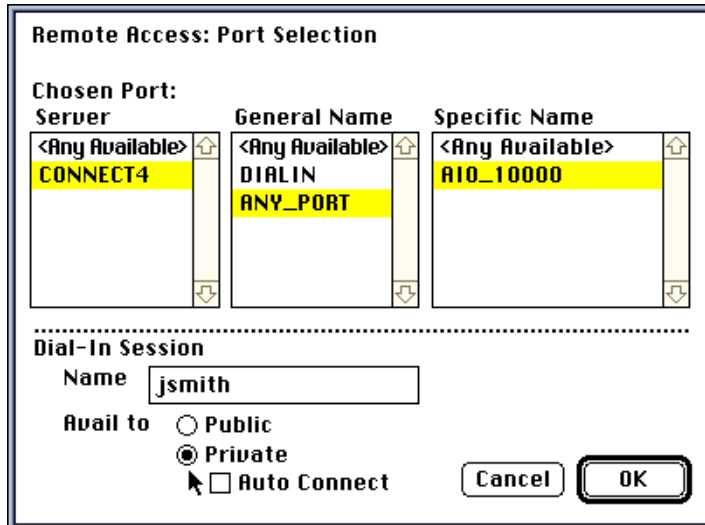 Remote Access: Port Selection
Chosen Port:
Server General Name Specific Name
<Any Available> <Any Available> <Any Available>
CONNECT4 DIALIN AIO_10000
ANY_PORT
Dial-In Session
Name jsmith
Avail to Public
Private
Auto Connect Cancel OK